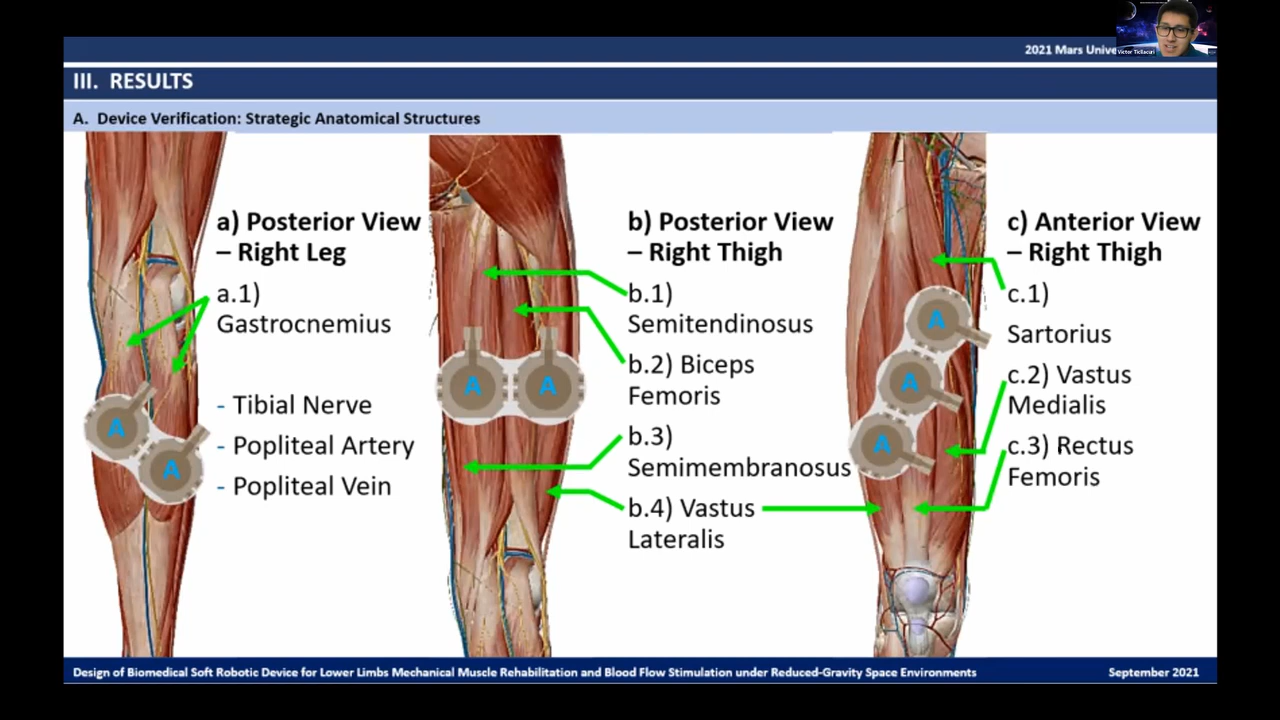 2021 Mars Unive
Victor Ticllacuri
III. RESULTS
A. Device Verification: Strategic Anatomical Structures
a) Posterior View
– Right Leg
a.1)
Gastrocnemius
- Tibial Nerve
- Popliteal Artery
- Popliteal Vein
A
A
b) Posterior View
– Right Thigh
b.1)
Semitendinosus
b.2) Biceps
Femoris
b.3)
Semimembranosus
b.4) Vastus
Lateralis
A
A
c) Anterior View
– Right Thigh
c.1)
Sartorius
c.2) Vastus
Medialis
c.3) Rectus
Femoris
A
A
A
Design of Biomedical Soft Robotic Device for Lower Limbs Mechanical Muscle Rehabilitation and Blood Flow Stimulation under Reduced-Gravity Space Environments
September 2021